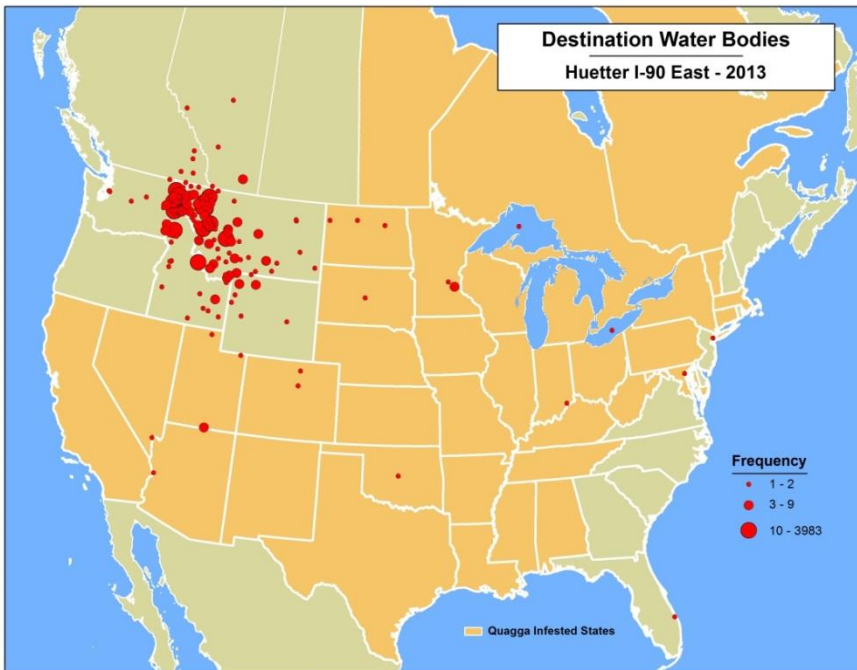 Destination Water Bodies
Huetter I-90 East - 2013
Frequency
1 - 2
3 - 9
10 - 3983
Quagga Infested States